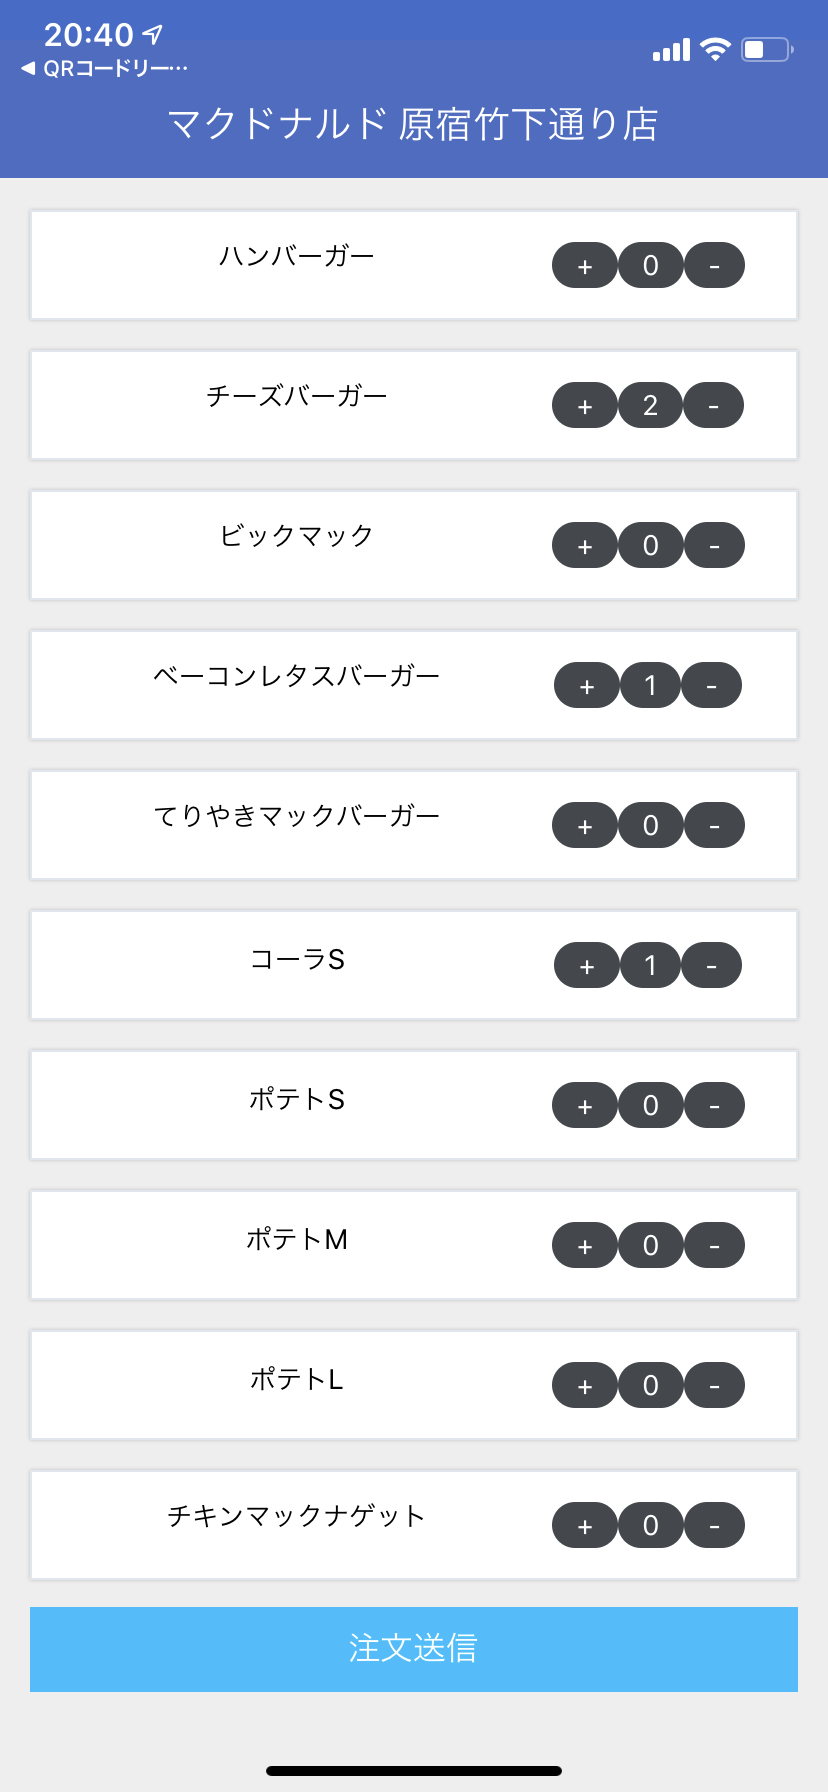 20:40
◀ QRコードリー…
マクドナルド 原宿竹下通り店
ハンバーガー + 0 -
チーズバーガー + 2 -
ビックマック + 0 -
ベーコンレタスバーガー + 1 -
てりやきマックバーガー + 0 -
コーラS + 1 -
ポテトS + 0 -
ポテトM + 0 -
ポテトL + 0 -
チキンマックナゲット + 0 -
注文送信